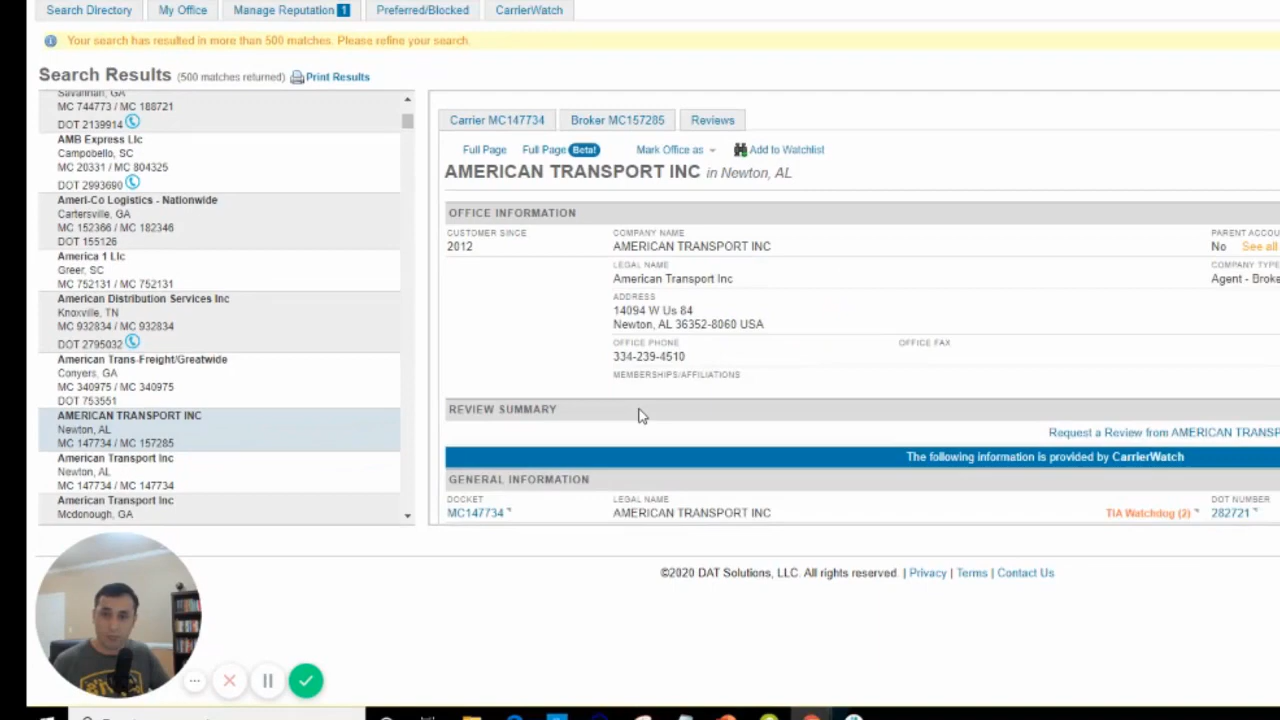 Search Directory
My Office
Manage Reputation 1
Preferred/Blocked
CarrierWatch
Your search has resulted in more than 500 matches. Please refine your search.
Search Results (500 matches returned) Print Results
Savannah, GA
MC 744773 / MC 188721
DOT 2139914
AMB Express Llc
Campobello, SC
MC 20331 / MC 804325
DOT 2993690
Ameri-Co Logistics - Nationwide
Cartersville, GA
MC 152366 / MC 182346
DOT 155126
America 1 Llc
Greer, SC
MC 752131 / MC 752131
American Distribution Services Inc
Knoxville, TN
MC 932834 / MC 932834
DOT 2795032
American Trans-Freight/Greatwide
Conyers, GA
MC 340975 / MC 340975
DOT 753551
AMERICAN TRANSPORT INC
Newton, AL
MC 147734 / MC 157285
American Transport Inc
Newton, AL
MC 147734 / MC 147734
American Transport Inc
Mcdonough, GA
Carrier MC147734
Broker MC157285
Reviews
Full Page
Full Page Beta!
Mark Office as
Add to Watchlist
AMERICAN TRANSPORT INC in Newton, AL
OFFICE INFORMATION
CUSTOMER SINCE
2012
COMPANY NAME
AMERICAN TRANSPORT INC
LEGAL NAME
American Transport Inc
ADDRESS
14094 W Us 84
Newton, AL 36352-8060 USA
OFFICE PHONE
334-239-4510
OFFICE FAX
MEMBERSHIPS/AFFILIATIONS
PARENT ACCOU
No See all
COMPANY TYPE
Agent - Broke
REVIEW SUMMARY
Request a Review from AMERICAN TRANSP
The following information is provided by CarrierWatch
GENERAL INFORMATION
DOCKET
MC147734
LEGAL NAME
AMERICAN TRANSPORT INC
TIA Watchdog (2)
DOT NUMBER
282721
©2020 DAT Solutions, LLC. All rights reserved. | Privacy | Terms | Contact Us